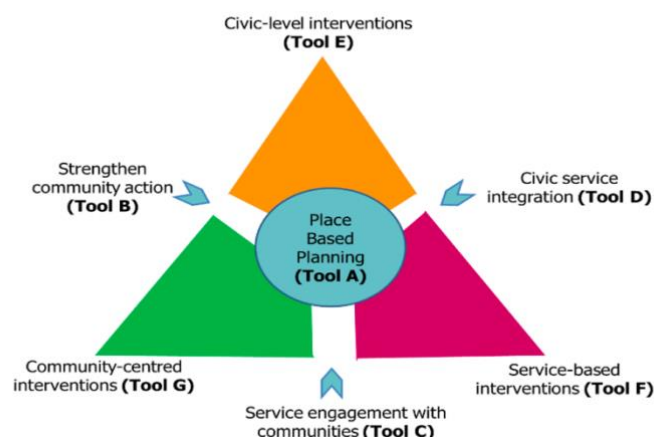 Civic-level interventions
(Tool E)
Strengthen
community action
(Tool B)
Civic service
integration (Tool D)
Place
Based
Planning
(Tool A)
Community-centred
interventions (Tool G)
Service-based
interventions (Tool F)
Service engagement with
communities (Tool C)